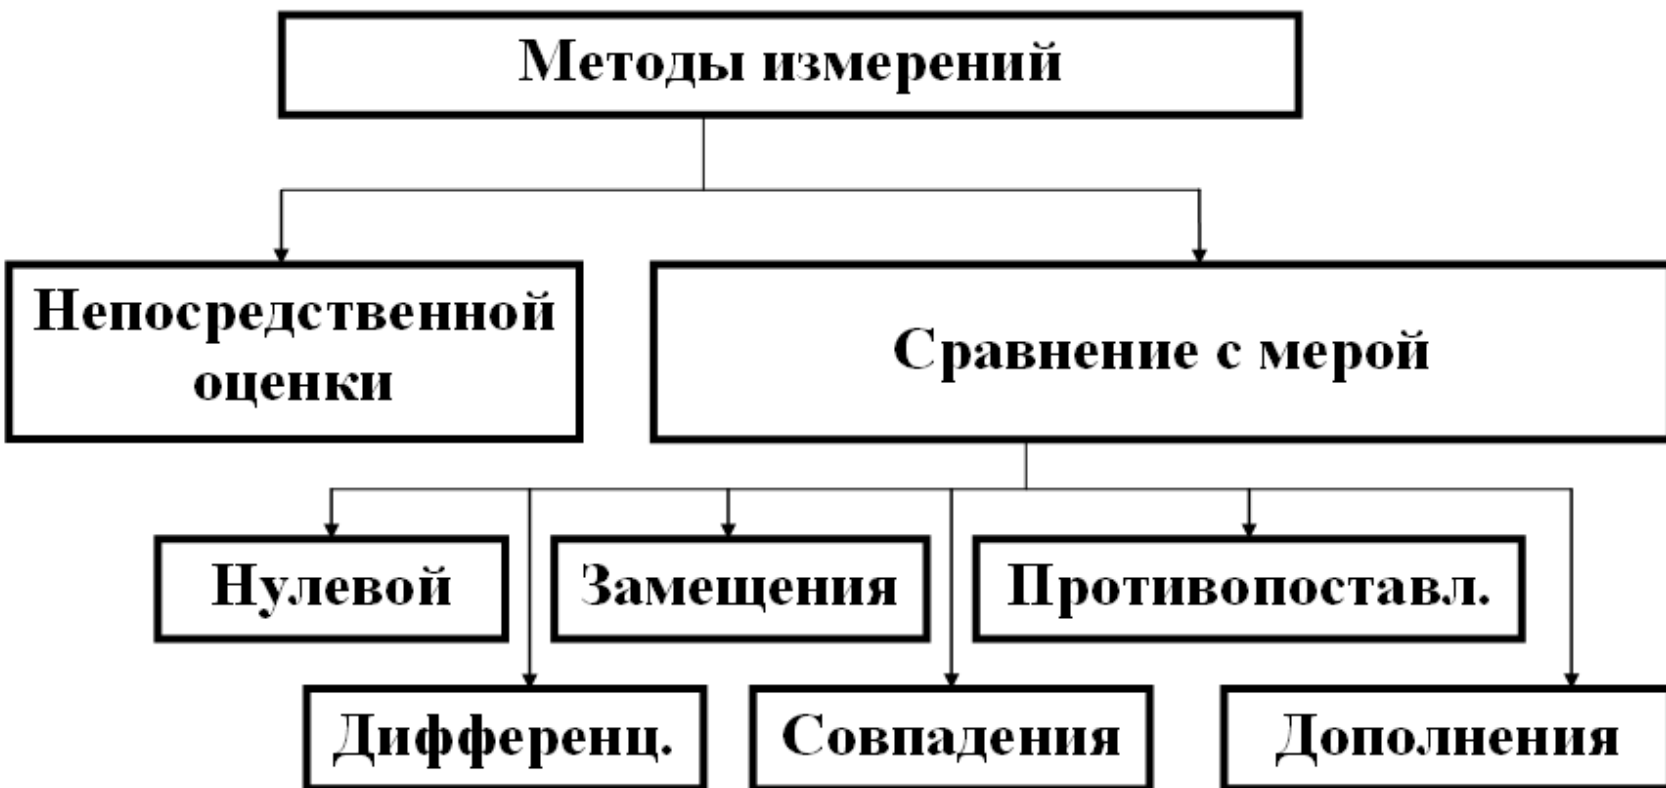 Методы измерений
Непосредственной
оценки
Сравнение с мерой
Нулевой
Замещения
Противопоставл.
Дифференц.
Совпадения
Дополнения